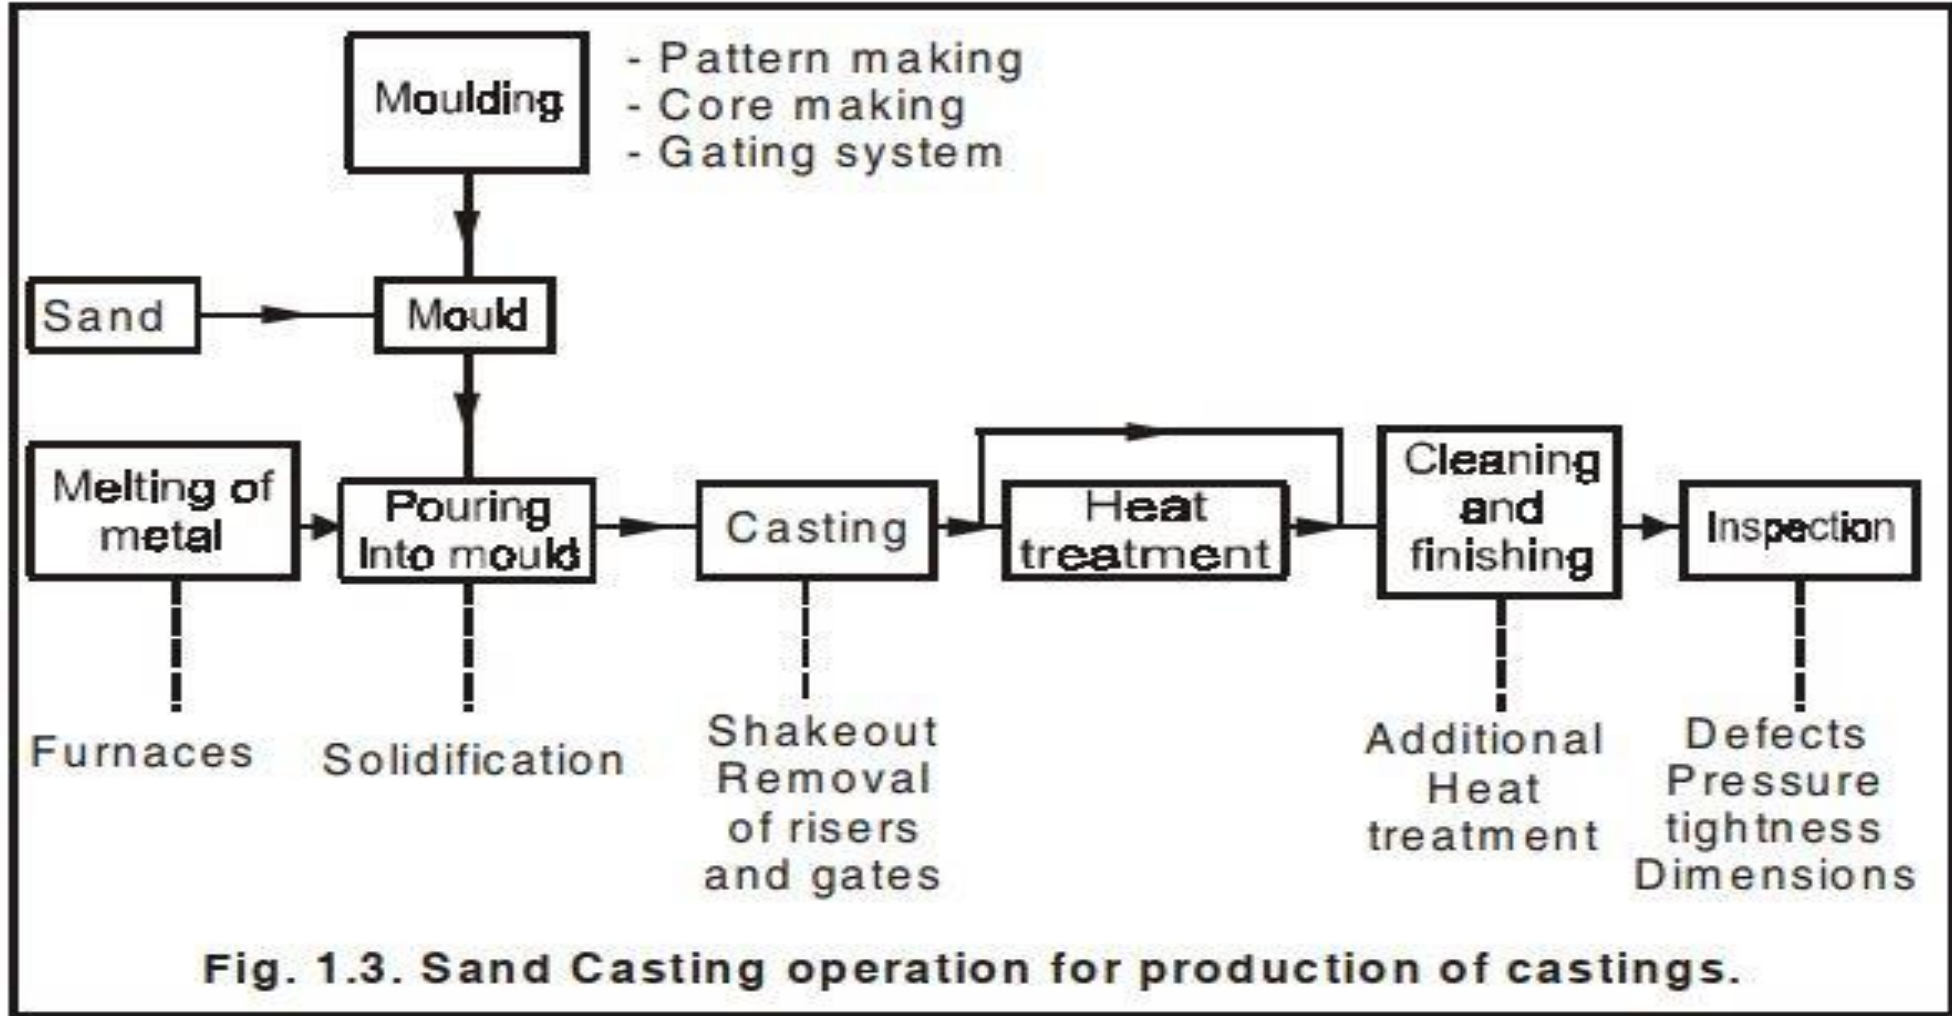 Moulding
- Pattern making
- Core making
- Gating system
Sand
Mould
Melting of
metal
Pouring
Into mould
Casting
Heat
treatment
Cleaning
and
finishing
Inspection
Furnaces
Solidification
Shakeout
Removal
of risers
and gates
Additional
Heat
treatment
Defects
Pressure
tightness
Dimensions
Fig. 1.3. Sand Casting operation for production of castings.